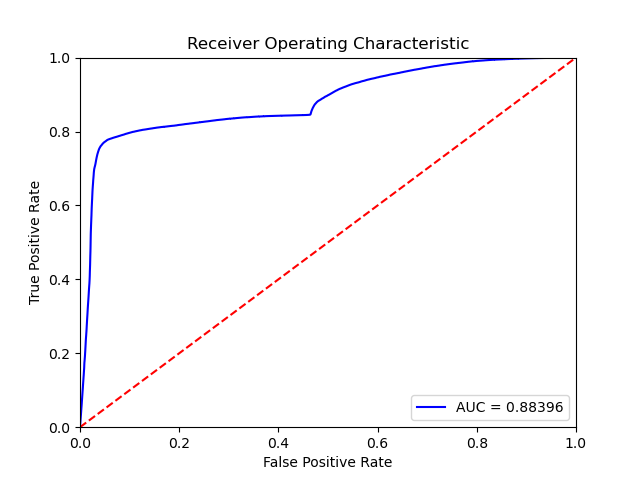 Receiver Operating Characteristic
True Positive Rate
1.0
0.8
0.6
0.4
0.2
0.0
AUC = 0.88396
0.0 0.2 0.4 0.6 0.8 1.0
False Positive Rate